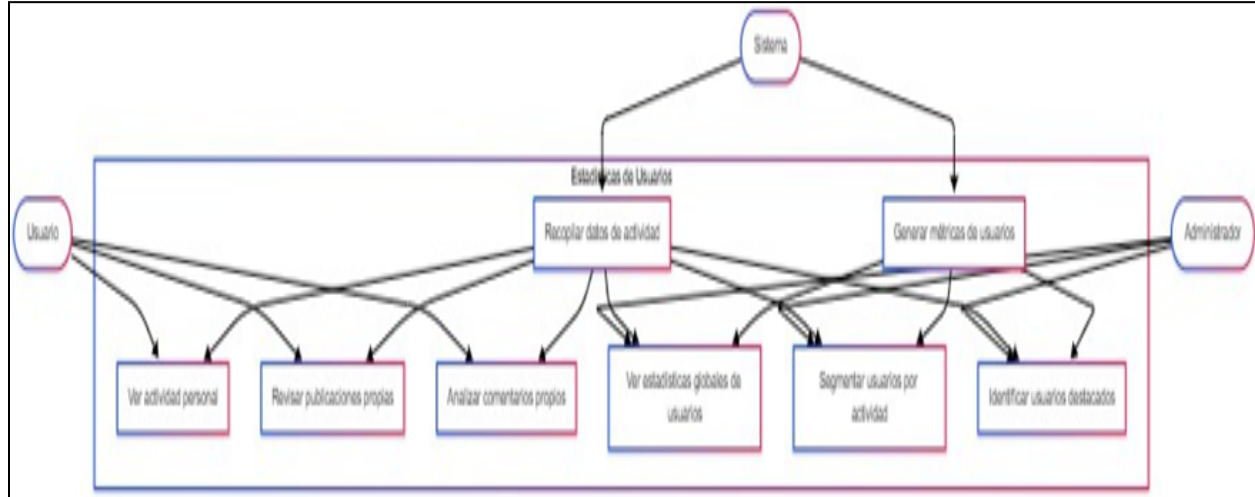 Sistema
Estadísticas de Usuarios
Usuario
Recopilar datos de actividad
Generar métricas de usuarios
Administrador
Ver actividad personal
Revisar publicaciones propias
Analizar comentarios propios
Ver estadísticas globales de
usuarios
Segmentar usuarios por
actividad
Identificar usuarios destacados